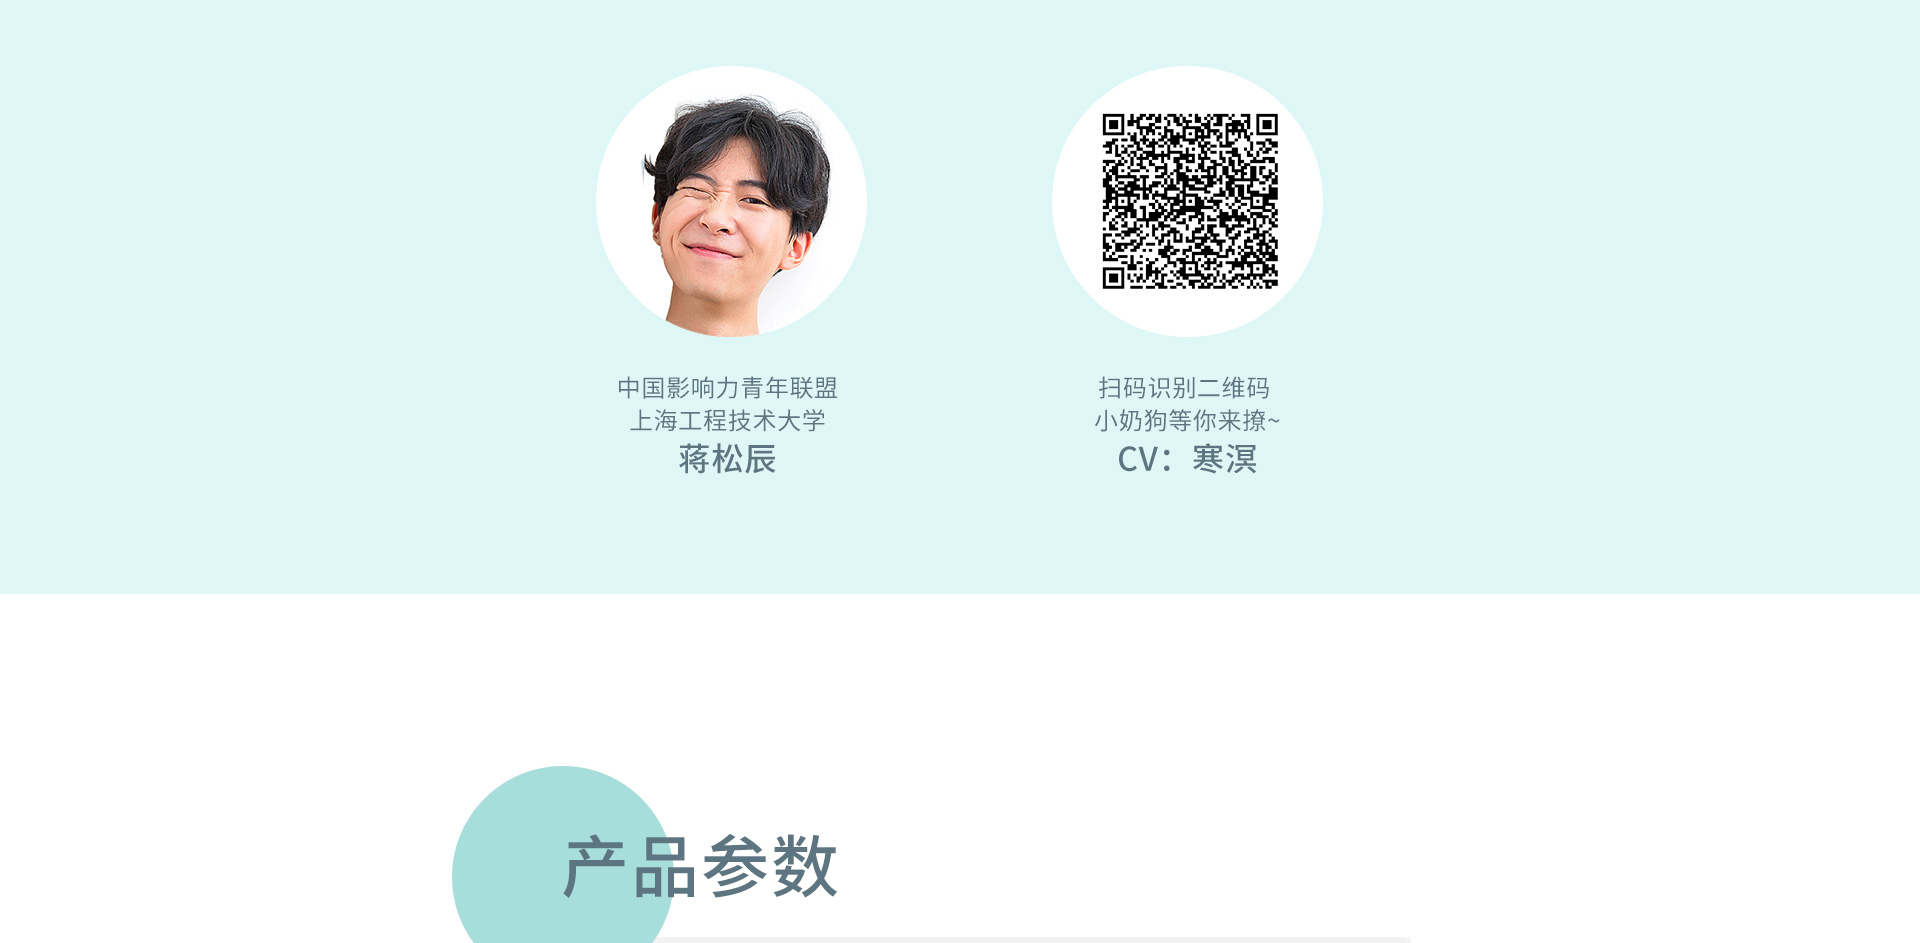 中国影响力青年联盟
上海工程技术大学
蒋松辰
扫码识别二维码
小奶狗等你来撩~
CV：寒溟
产品参数